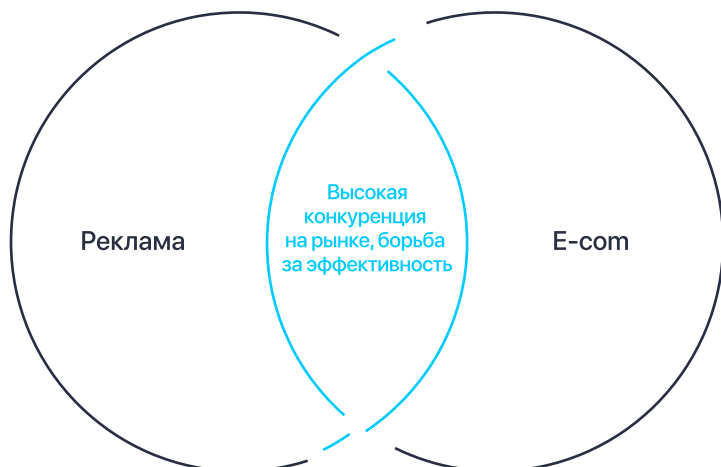 Реклама
Высокая
конкуренция
на рынке, борьба
за эффективность
E-com